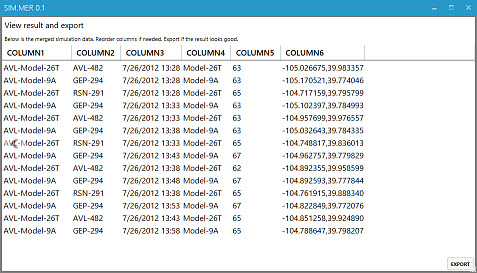 SIM.MER 0.1
View result and export
Below is the merged simulation data. Reorder columns if needed. Export if the result looks good.
COLUMN1 COLUMN2 COLUMN3 COLUMN4 COLUMN5 COLUMN6
AVL-Model-26T AVL-482 7/26/2012 13:28 Model-26T 63 -105.026675,39.983357
AVL-Model-9A GEP-294 7/26/2012 13:28 Model-9A 63 -105.170521,39.774046
AVL-Model-26T RSN-291 7/26/2012 13:28 Model-26T 65 -104.717159,39.795799
AVL-Model-9A GEP-294 7/26/2012 13:33 Model-9A 63 -105.102397,39.784993
AVL-Model-26T AVL-482 7/26/2012 13:33 Model-26T 63 -104.957699,39.976557
AVL-Model-9A GEP-294 7/26/2012 13:38 Model-9A 63 -105.032643,39.784335
AVL-Model-26T RSN-291 7/26/2012 13:33 Model-26T 65 -104.748817,39.836013
AVL-Model-9A GEP-294 7/26/2012 13:43 Model-9A 67 -104.962757,39.779829
AVL-Model-26T AVL-482 7/26/2012 13:38 Model-26T 62 -104.892355,39.958599
AVL-Model-9A GEP-294 7/26/2012 13:48 Model-9A 67 -104.892593,39.777844
AVL-Model-26T RSN-291 7/26/2012 13:38 Model-26T 65 -104.761915,39.888340
AVL-Model-9A GEP-294 7/26/2012 13:53 Model-9A 67 -104.822849,39.772076
AVL-Model-26T AVL-482 7/26/2012 13:43 Model-26T 65 -104.851258,39.924890
AVL-Model-9A GEP-294 7/26/2012 13:58 Model-9A 65 -104.788647,39.798207
EXPORT